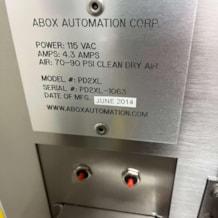 ABOX AUTOMATION CORP.
POWER: 115 VAC
AMPS: 4.3 AMPS
AIR: 70-90 PSI CLEAN DRY AIR
MODEL #: PD2XL
SERIAL #: PD2XL-1063
DATE OF MFG. JUNE 2014
WWW.ABOXAUTOMATION.COM